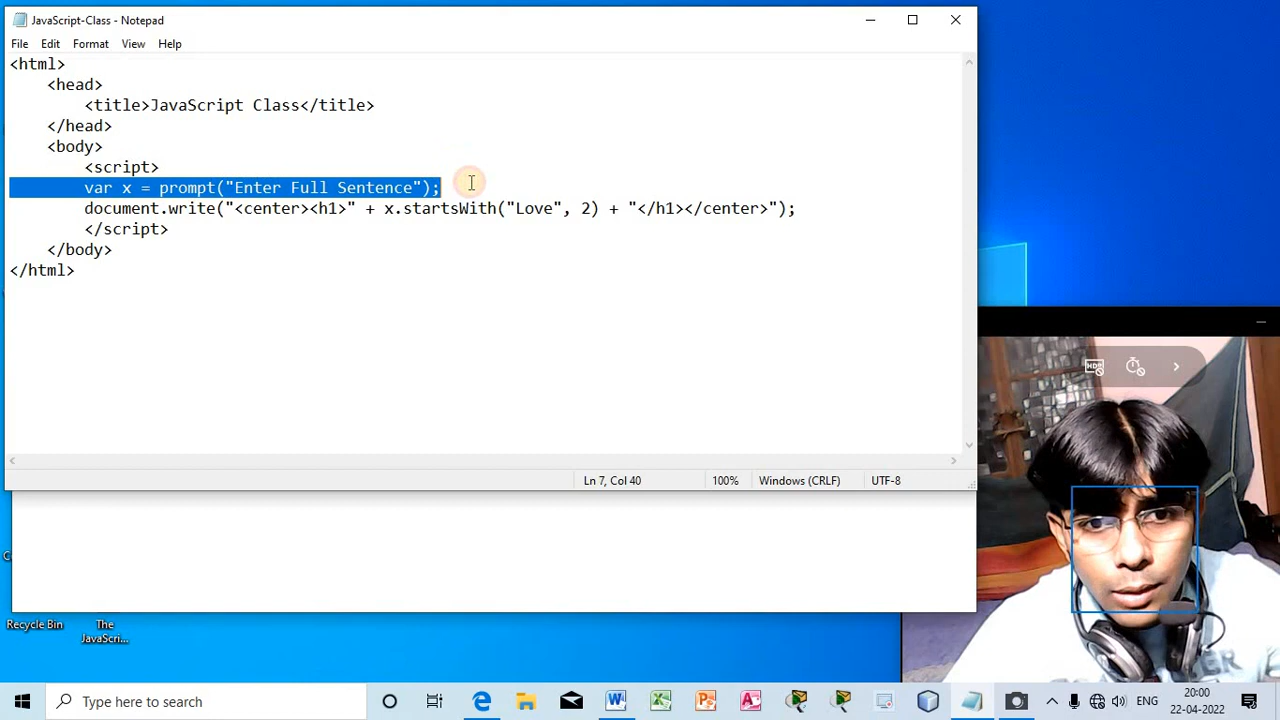 JavaScript-Class - Notepad
File Edit Format View Help
<html>
<head>
<title>JavaScript Class</title>
</head>
<body>
<script>
var x = prompt("Enter Full Sentence");
document.write("<center><h1>" + x.startsWith("Love", 2) + "</h1></center>");
</script>
</body>
</html>
Ln 7, Col 40 100% Windows (CRLF) UTF-8
HDR
Recycle Bin
The
JavaScri...
Type here to search
ENG
20:00
22-04-2022